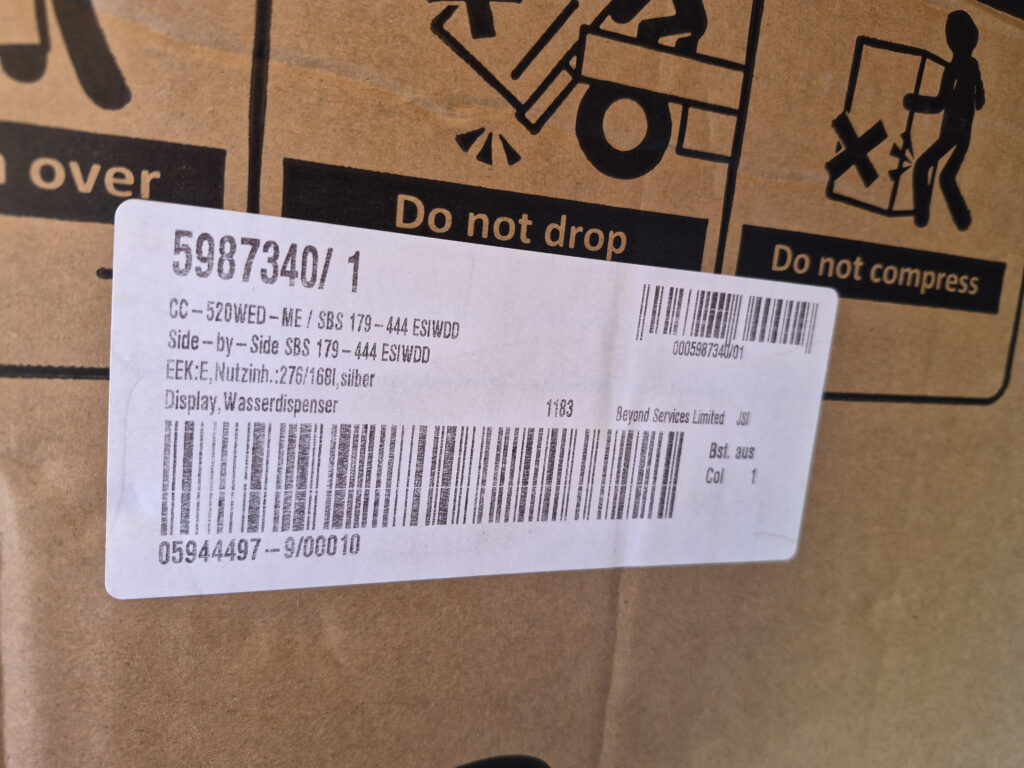 over
Do not drop
Do not compress
5987340/ 1
CC-520WED-ME / SBS 179-444 ESIWDD
Side-by-Side SBS 179-444 ESIWDD
EEK:E,Nutzinh.:276/168l,silber
Display,Wasserdispenser
1183
Beyond Services Limited JSI
0005987340/01
Bst. aus
Col 1
05944497-9/00010